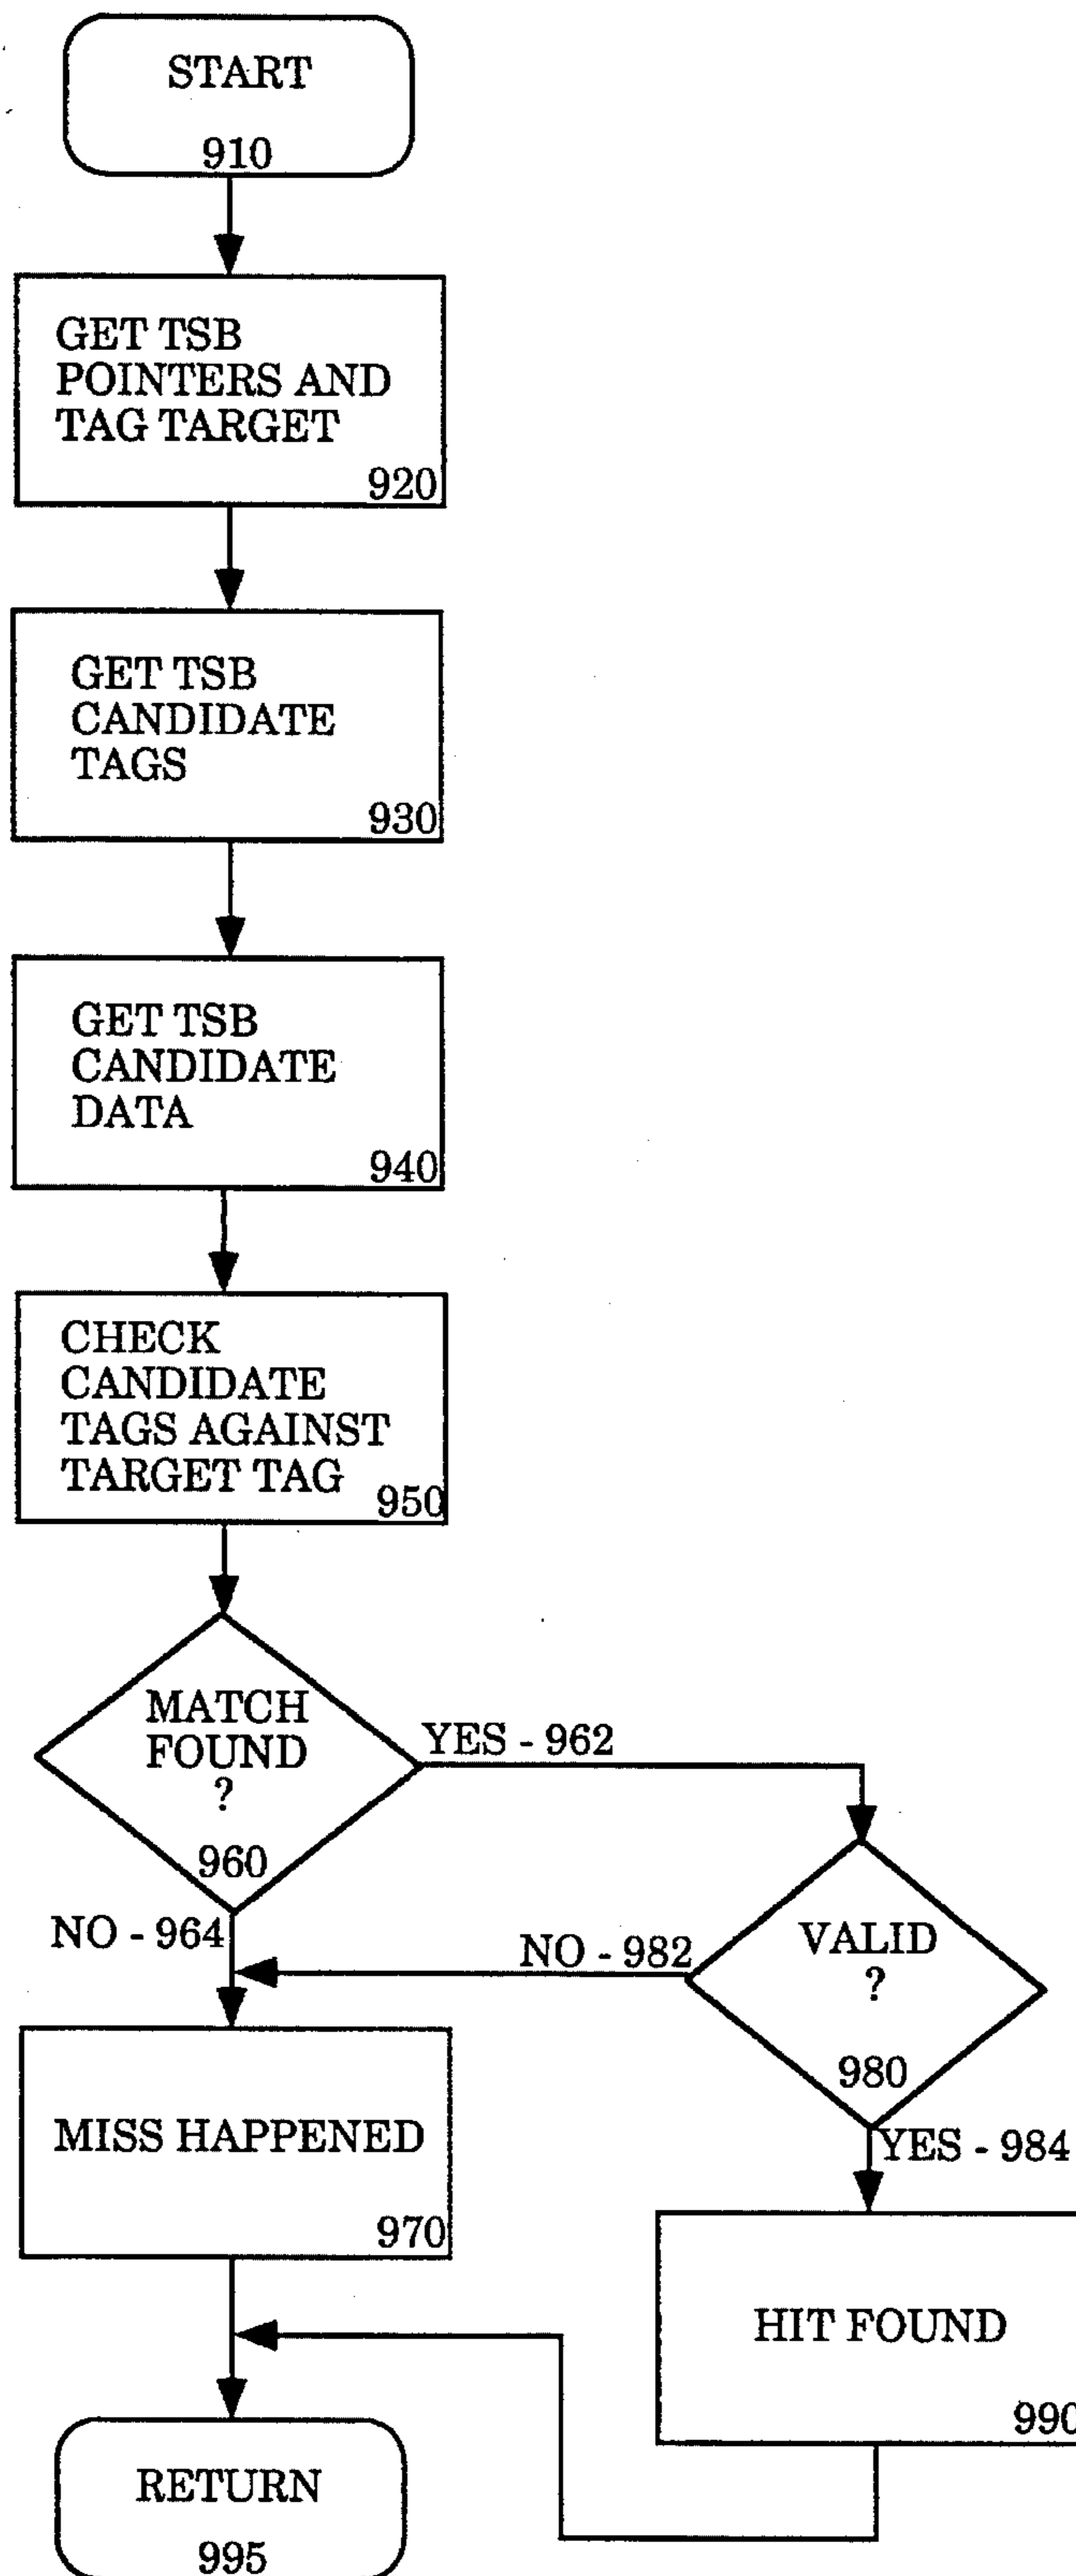 START
910
GET TSB
POINTERS AND
TAG TARGET
920
GET TSB
CANDIDATE
TAGS
930
GET TSB
CANDIDATE
DATA
940
CHECK
CANDIDATE
TAGS AGAINST
TARGET TAG
950
MATCH
FOUND
?
960
YES - 962
NO - 964
VALID
?
980
NO - 982
YES - 984
MISS HAPPENED
970
HIT FOUND
990
RETURN
995